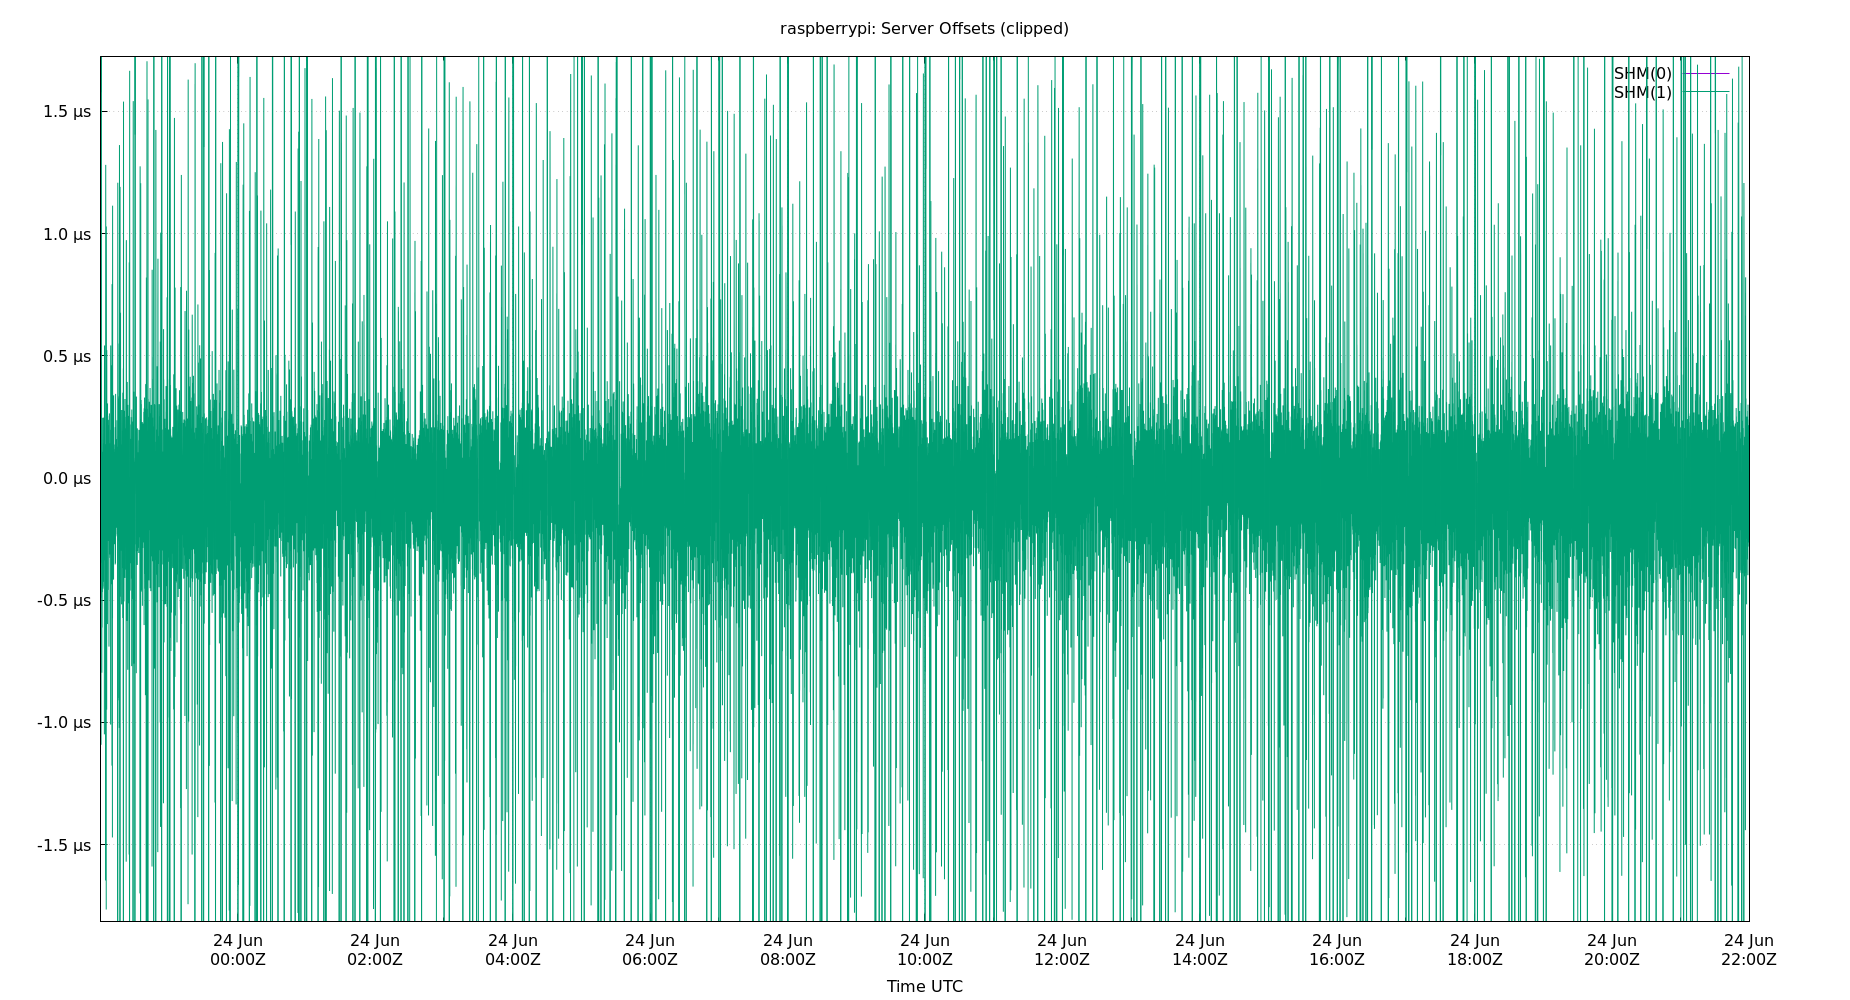 raspberrypi: Server Offsets (clipped)
SHM(0)
SHM(1)
1.5 µs
1.0 µs
0.5 µs
0.0 µs
-0.5 µs
-1.0 µs
-1.5 µs
24 Jun 24 Jun 24 Jun 24 Jun 24 Jun 24 Jun 24 Jun 24 Jun 24 Jun 24 Jun 24 Jun 24 Jun
00:00Z 02:00Z 04:00Z 06:00Z 08:00Z 10:00Z 12:00Z 14:00Z 16:00Z 18:00Z 20:00Z 22:00Z
Time UTC